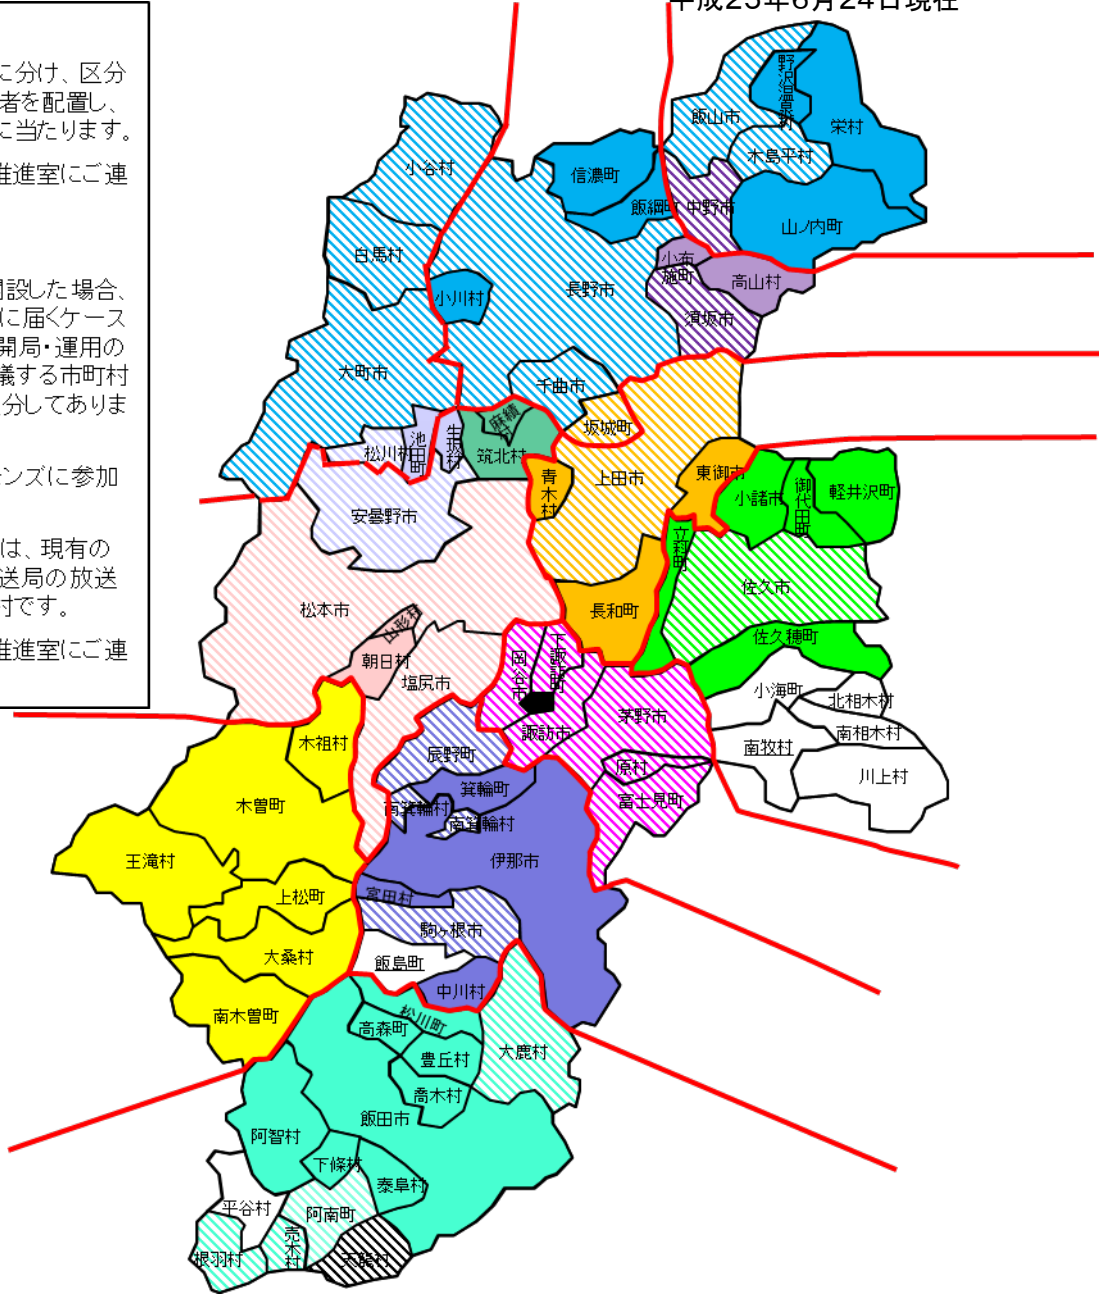 平成25年6月24日現在
に分け、区分
者を配置し、
に当たります。
推進室にご連
開設した場合、
に届くケース
開局・運用の
議する市町村
分してありま
ンズに参加
は、現有の
送局の放送
村です。
推進室にご連
野沢温泉村
飯山市
栄村
木島平村
小谷村
信濃町
飯綱町
中野市
山ノ内町
白馬村
小布施町
高山村
小川村
長野市
須坂市
大町市
千曲市
麻績村
坂城町
池田町
生坂村
松川村
筑北村
青木村
上田市
東御市
小諸市
御代田町
軽井沢町
安曇野市
立科町
佐久市
松本市
山形村
長和町
佐久穂町
朝日村
塩尻市
岡谷市
下諏訪町
小海町
北相木村
茅野市
諏訪市
南相木村
南牧村
木祖村
辰野町
原村
川上村
箕輪町
富士見町
木曽町
南箕輪村
南箕輪村
王滝村
伊那市
上松町
宮田村
駒ヶ根市
大桑村
飯島町
中川村
南木曽町
松川町
高森町
豊丘村
大鹿村
喬木村
飯田市
阿智村
下條村
泰阜村
平谷村
阿南町
売木村
根羽村
天龍村